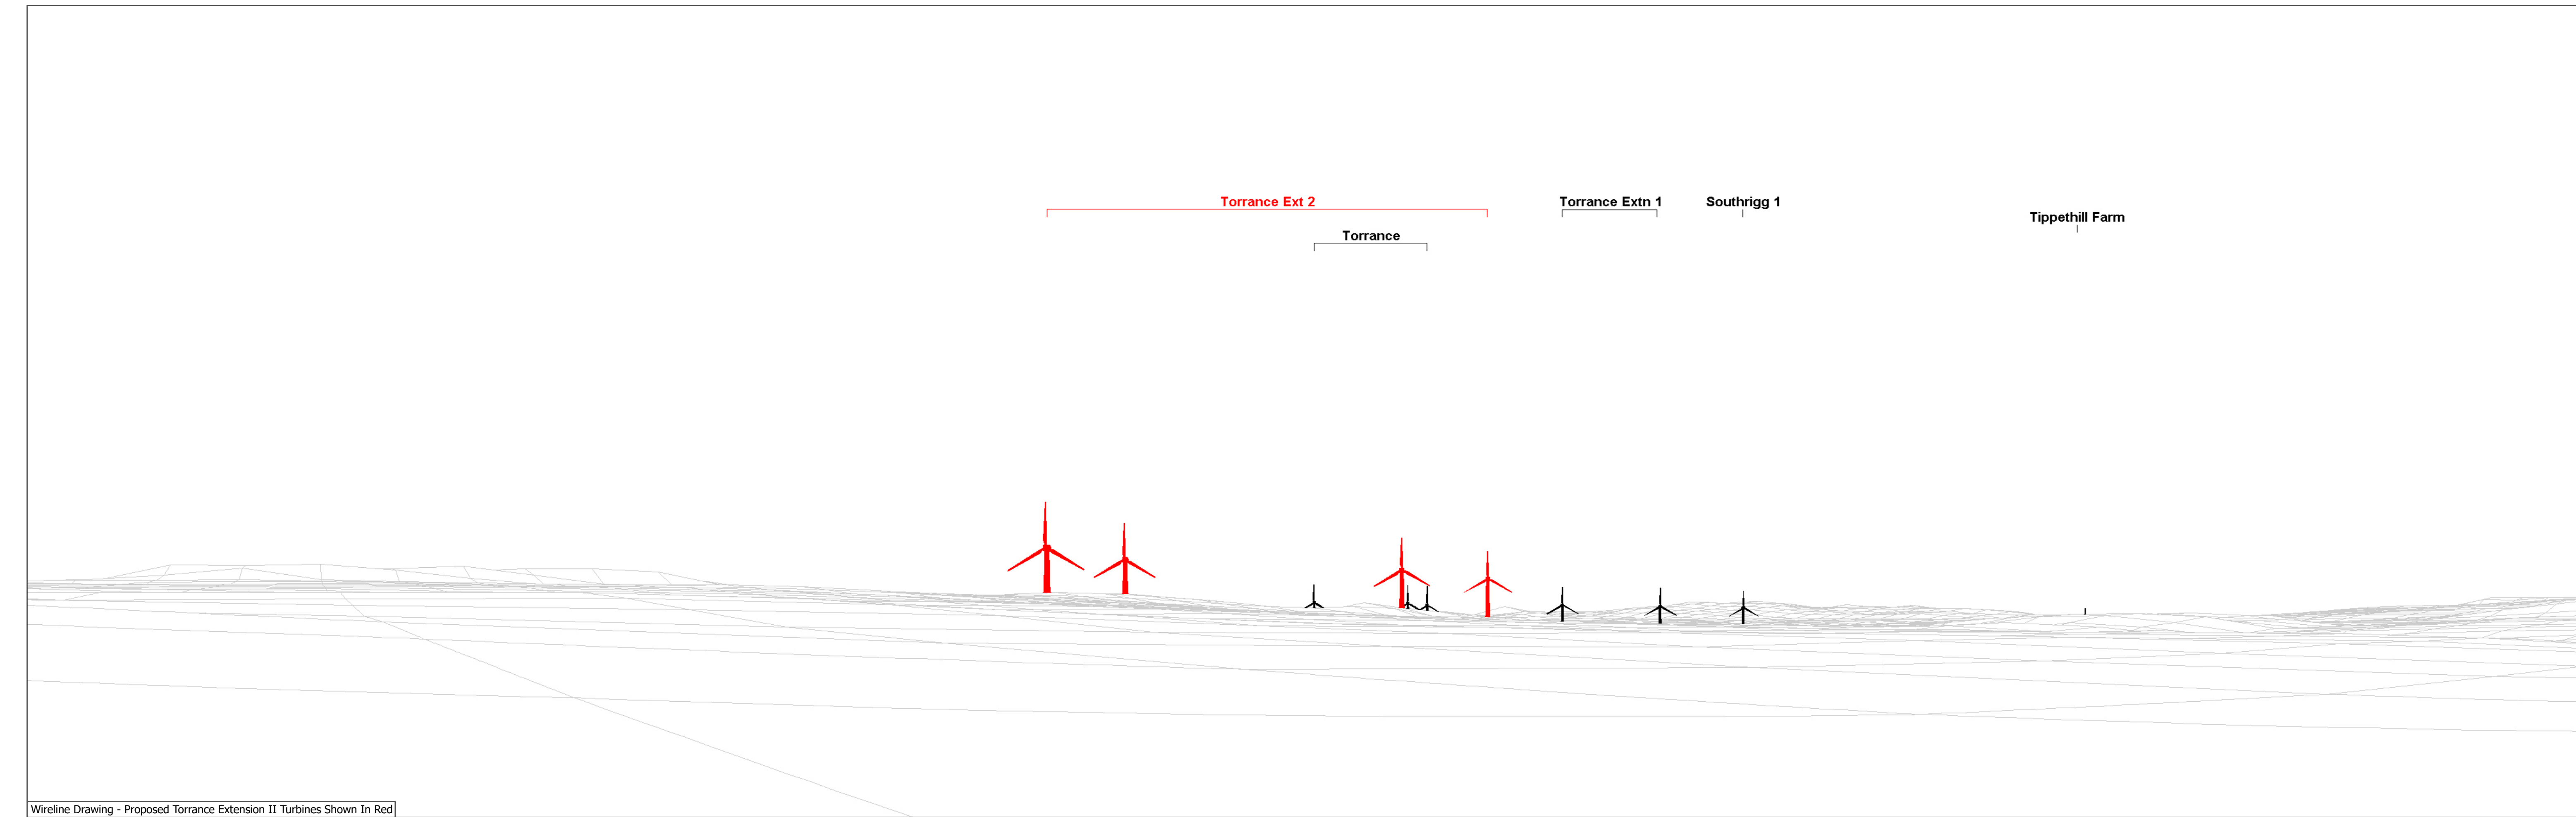 Torrance Ext 2
Torrance Extn 1
Southrigg 1
Tippethill Farm
Torrance
Wireline Drawing - Proposed Torrance Extension II Turbines Shown In Red